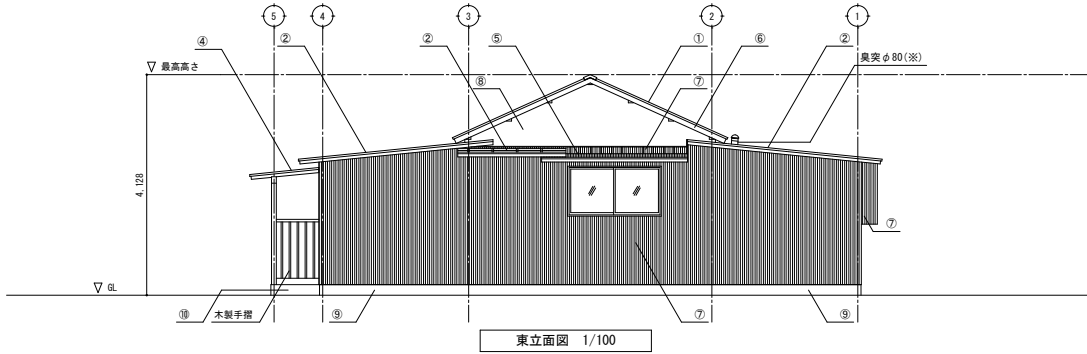 5 4 3 2 1
④ ② ② ⑤ ① ⑥ ②
▽ 最高高さ
臭突φ80(※)
⑧ ⑦
4,128
⑦
▽ GL
⑩ 木製手摺 ⑨ ⑦ ⑨
東立面図 1/100